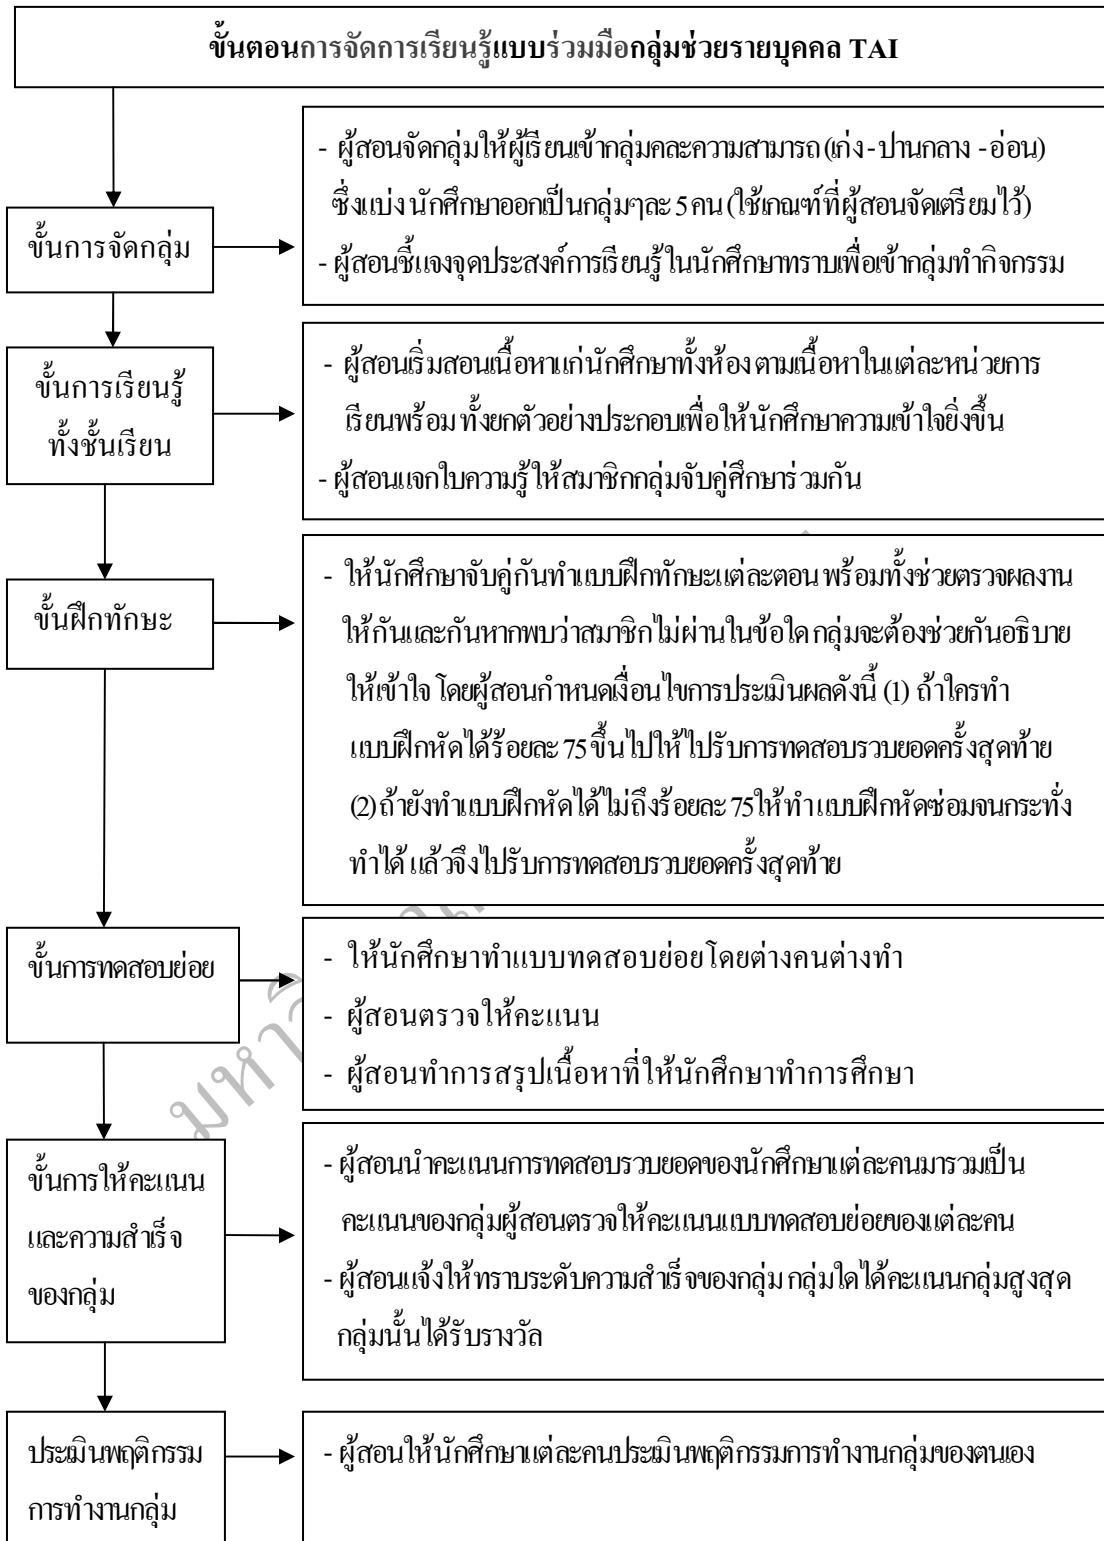 ขั้นตอนการจัดการเรียนรู้แบบร่วมมือกลุ่มช่วยรายบุคคล TAI
ขั้นการจัดกลุ่ม
- ผู้สอนจัดกลุ่มให้ผู้เรียนเข้ากลุ่มคละความสามารถ (เก่ง - ปานกลาง - อ่อน)
ซึ่งแบ่ง นักศึกษาออกเป็นกลุ่มๆละ 5 คน (ใช้เกณฑ์ที่ผู้สอนจัดเตรียมไว้)
- ผู้สอนชี้แจงจุดประสงค์การเรียนรู้ ในนักศึกษาทราบเพื่อเข้ากลุ่มทำกิจกรรม
ขั้นการเรียนรู้
ทั้งชั้นเรียน
- ผู้สอนเริ่มสอนเนื้อหาแก่นักศึกษาทั้งห้อง ตามเนื้อหาในแต่ละหน่วยการ
เรียนพร้อม ทั้งยกตัวอย่างประกอบเพื่อให้นักศึกษาความเข้าใจยิ่งขึ้น
- ผู้สอนแจกใบความรู้ ให้สมาชิกกลุ่มจับคู่ศึกษาร่วมกัน
ขั้นฝึกทักษะ
- ให้นักศึกษาจับคู่กันทำแบบฝึกทักษะแต่ละตอน พร้อมทั้งช่วยตรวจผลงาน
ให้กันและกันหากพบว่าสมาชิกไม่ผ่านในข้อใด กลุ่มจะต้องช่วยกันอธิบาย
ให้เข้าใจ โดยผู้สอนกำหนดเงื่อนไขการประเมินผลดังนี้ (1) ถ้าใครทำ
แบบฝึกหัดได้ร้อยละ 75 ขึ้นไปให้ไปรับการทดสอบรวบยอดครั้งสุดท้าย
(2) ถ้ายังทำแบบฝึกหัดได้ไม่ถึงร้อยละ 75 ให้ทำ แบบฝึกหัดซ่อมจนกระทั่ง
ทำได้ แล้วจึงไปรับการทดสอบรวบยอดครั้งสุดท้าย
ขั้นการทดสอบย่อย
- ให้นักศึกษาทำแบบทดสอบย่อยโดยต่างคนต่างทำ
- ผู้สอนตรวจให้คะแนน
- ผู้สอนทำการสรุปเนื้อหาที่ให้นักศึกษาทำการศึกษา
ขั้นการให้คะแนน
และความสำเร็จ
ของกลุ่ม
- ผู้สอนนำคะแนนการทดสอบรวบยอดของนักศึกษาแต่ละคนมารวมเป็น
คะแนนของกลุ่มผู้สอนตรวจให้คะแนนแบบทดสอบย่อยของแต่ละคน
- ผู้สอนแจ้งให้ทราบระดับความสำเร็จของกลุ่ม กลุ่มใดได้คะแนนกลุ่มสูงสุด
กลุ่มนั้นได้รับรางวัล
ประเมินพฤติกรรม
การทำงานกลุ่ม
- ผู้สอนให้นักศึกษาแต่ละคนประเมินพฤติกรรมการทำงานกลุ่มของตนเอง